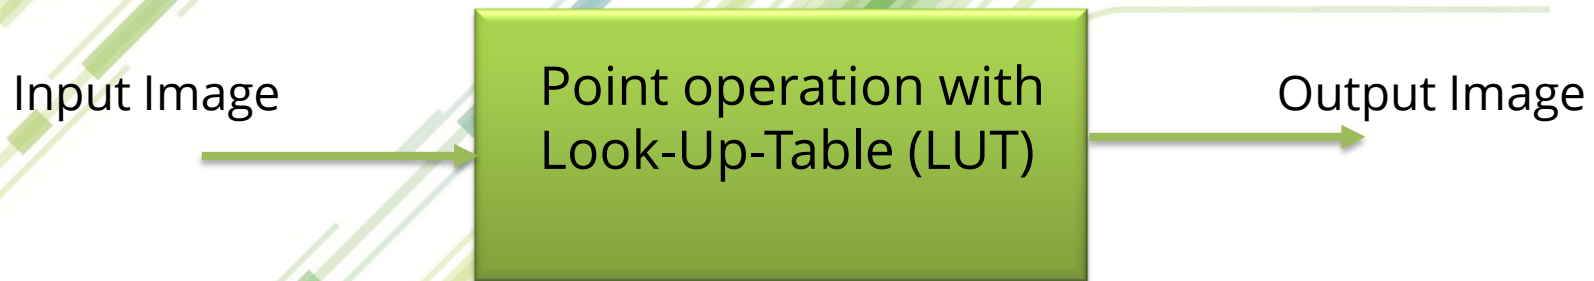 Input Image
Point operation with
Look-Up-Table (LUT)
Output Image